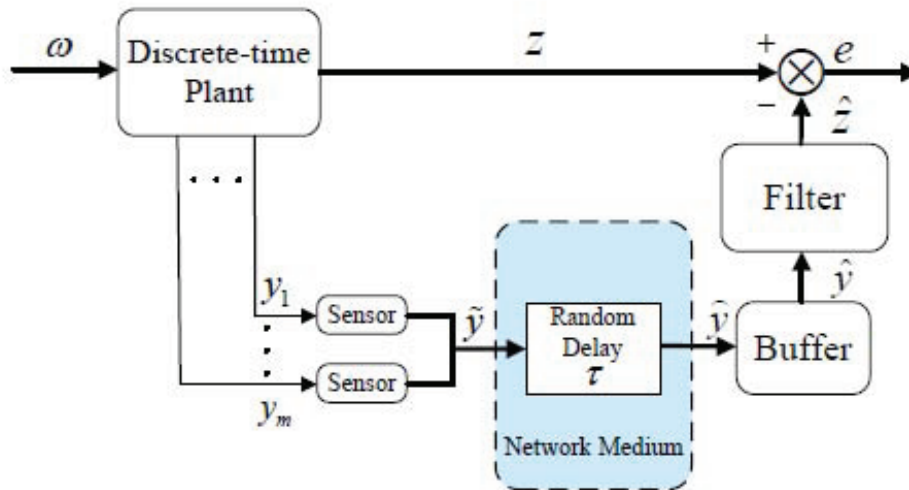 ω
Discrete-time
Plant
z
+
e
−
ẑ
. . .
Filter
ŷ
y₁
Sensor
ỹ
Random
Delay
τ
y̑
Buffer
Sensor
yₘ
Network Medium